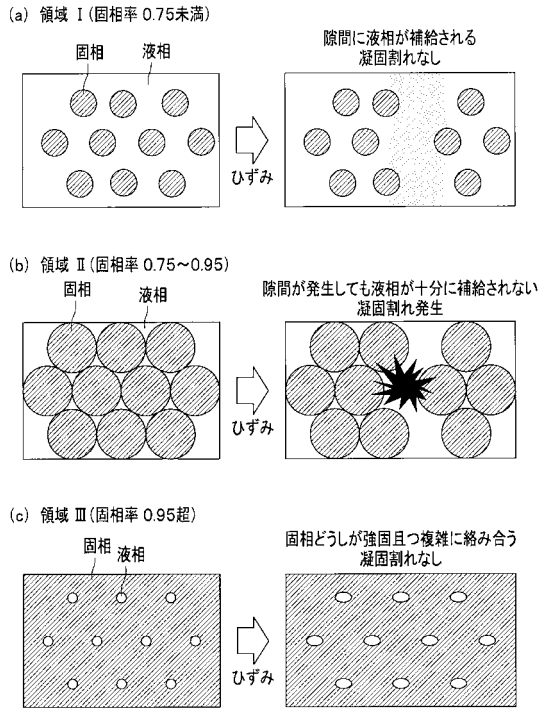 (a) 領域 Ⅰ(固相率 0.75未満)
固相
液相
隙間に液相が補給される
凝固割れなし
ひずみ
(b) 領域 Ⅱ(固相率 0.75〜0.95)
固相
液相
隙間が発生しても液相が十分に補給されない
凝固割れ発生
ひずみ
(c) 領域 Ⅲ(固相率 0.95超)
固相
液相
固相どうしが強固且つ複雑に絡み合う
凝固割れなし
ひずみ